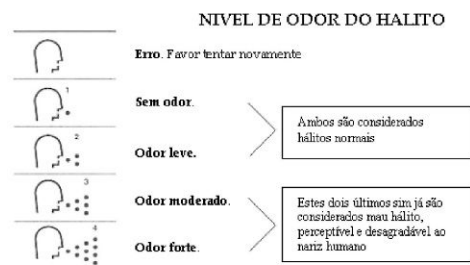 NIVEL DE ODOR DO HALITO
Erro. Favor tentar novamente
1
Sem odor.
2
Odor leve.
Ambos são considerados
hálitos normais
3
Odor moderado.
4
Odor forte.
Estes dois últimos sim já são
considerados mau hálito,
perceptível e desagradável ao
nariz humano